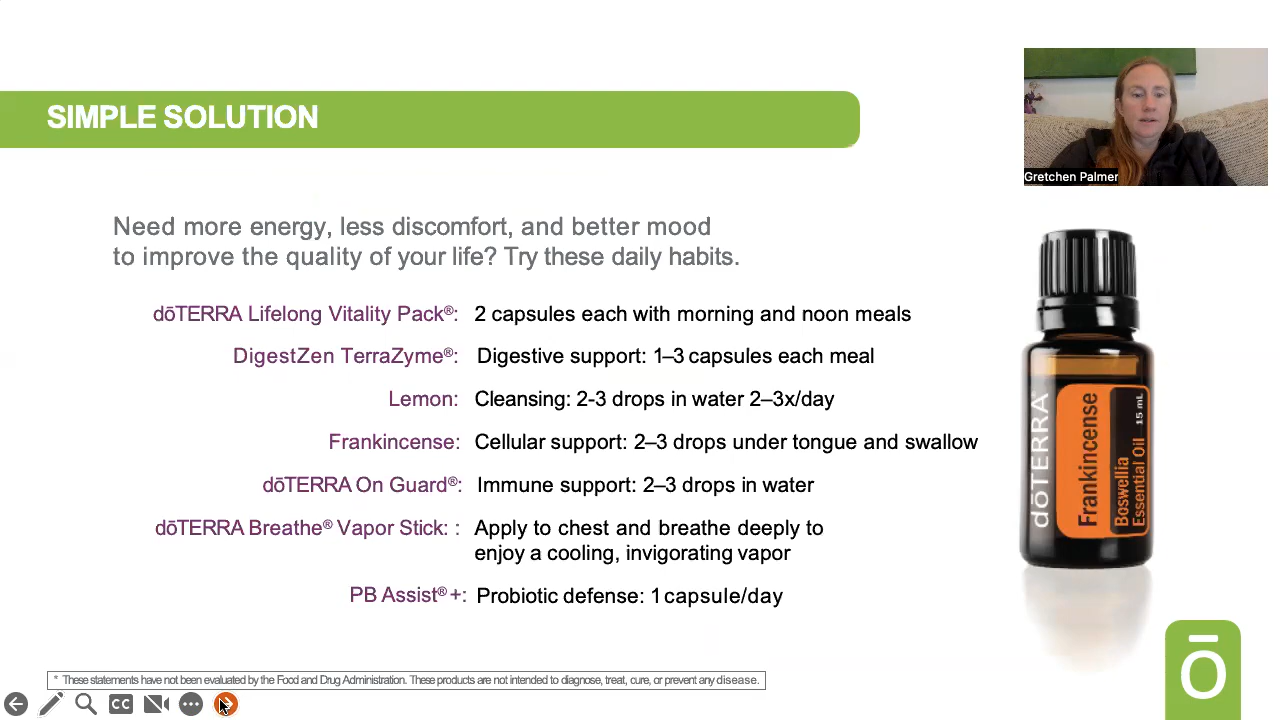 SIMPLE SOLUTION
Gretchen Palmer
Need more energy, less discomfort, and better mood
to improve the quality of your life? Try these daily habits.
dōTERRA Lifelong Vitality Pack®: 2 capsules each with morning and noon meals
DigestZen TerraZyme®: Digestive support: 1–3 capsules each meal
Lemon: Cleansing: 2-3 drops in water 2–3x/day
Frankincense: Cellular support: 2–3 drops under tongue and swallow
dōTERRA On Guard®: Immune support: 2–3 drops in water
dōTERRA Breathe® Vapor Stick: : Apply to chest and breathe deeply to
enjoy a cooling, invigorating vapor
PB Assist®+: Probiotic defense: 1 capsule/day
dōTERRA
Frankincense
Boswellia
Essential Oil 15 mL
ō
* These statements have not been evaluated by the Food and Drug Administration. These products are not intended to diagnose, treat, cure, or prevent any disease.
CC